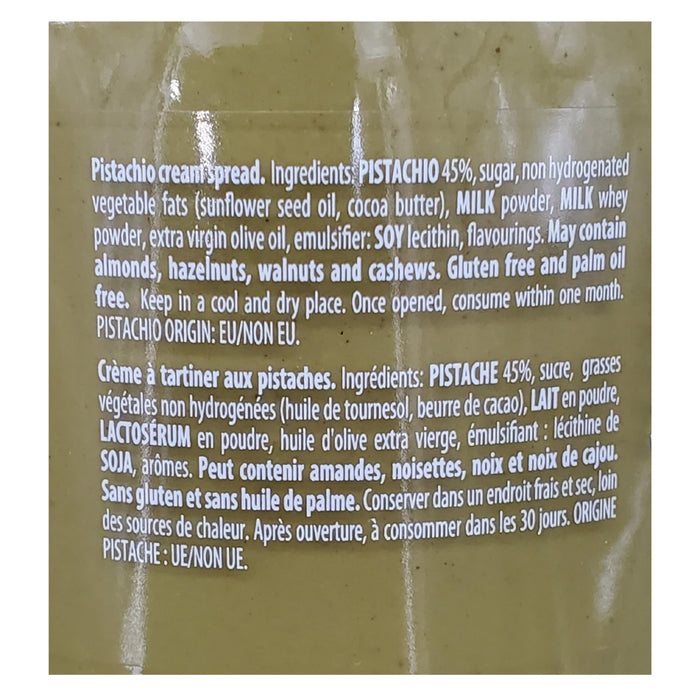 Pistachio cream spread. Ingredients: PISTACHIO 45%, sugar, non hydrogenated
vegetable fats (sunflower seed oil, cocoa butter), MILK powder, MILK whey
powder, extra virgin olive oil, emulsifier: SOY lecithin, flavourings. May contain
almonds, hazelnuts, walnuts and cashews. Gluten free and palm oil
free. Keep in a cool and dry place. Once opened, consume within one month.
PISTACHIO ORIGIN: EU/NON EU.
Crème à tartiner aux pistaches. Ingrédients: PISTACHE 45%, sucre, grasses
végétales non hydrogénées (huile de tournesol, beurre de cacao), LAIT en poudre,
LACTOSÉRUM en poudre, huile d'olive extra vierge, émulsifiant : lécithine de
SOJA, arômes. Peut contenir amandes, noisettes, noix et noix de cajou.
Sans gluten et sans huile de palme. Conserver dans un endroit frais et sec, loin
des sources de chaleur. Après ouverture, à consommer dans les 30 jours. ORIGINE
PISTACHE : UE/NON UE.